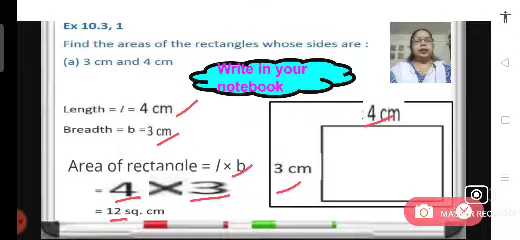 Ex 10.3, 1
Find the areas of the rectangles whose sides are :
(a) 3 cm and 4 cm
Write in your
notebook
Length = l = 4 cm
Breadth = b = 3 cm
Area of rectangle = l × b
= 4 × 3
= 12 sq. cm
4 cm
3 cm